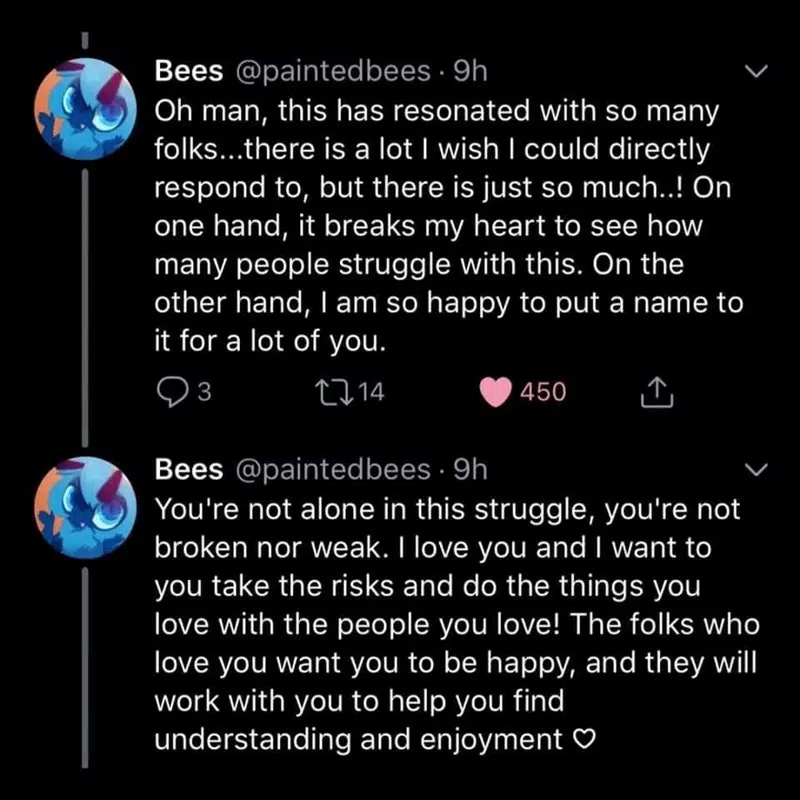 Bees @paintedbees · 9h
Oh man, this has resonated with so many
folks...there is a lot I wish I could directly
respond to, but there is just so much..! On
one hand, it breaks my heart to see how
many people struggle with this. On the
other hand, I am so happy to put a name to
it for a lot of you.
3 14 450
Bees @paintedbees · 9h
You're not alone in this struggle, you're not
broken nor weak. I love you and I want to
you take the risks and do the things you
love with the people you love! The folks who
love you want you to be happy, and they will
work with you to help you find
understanding and enjoyment ♡